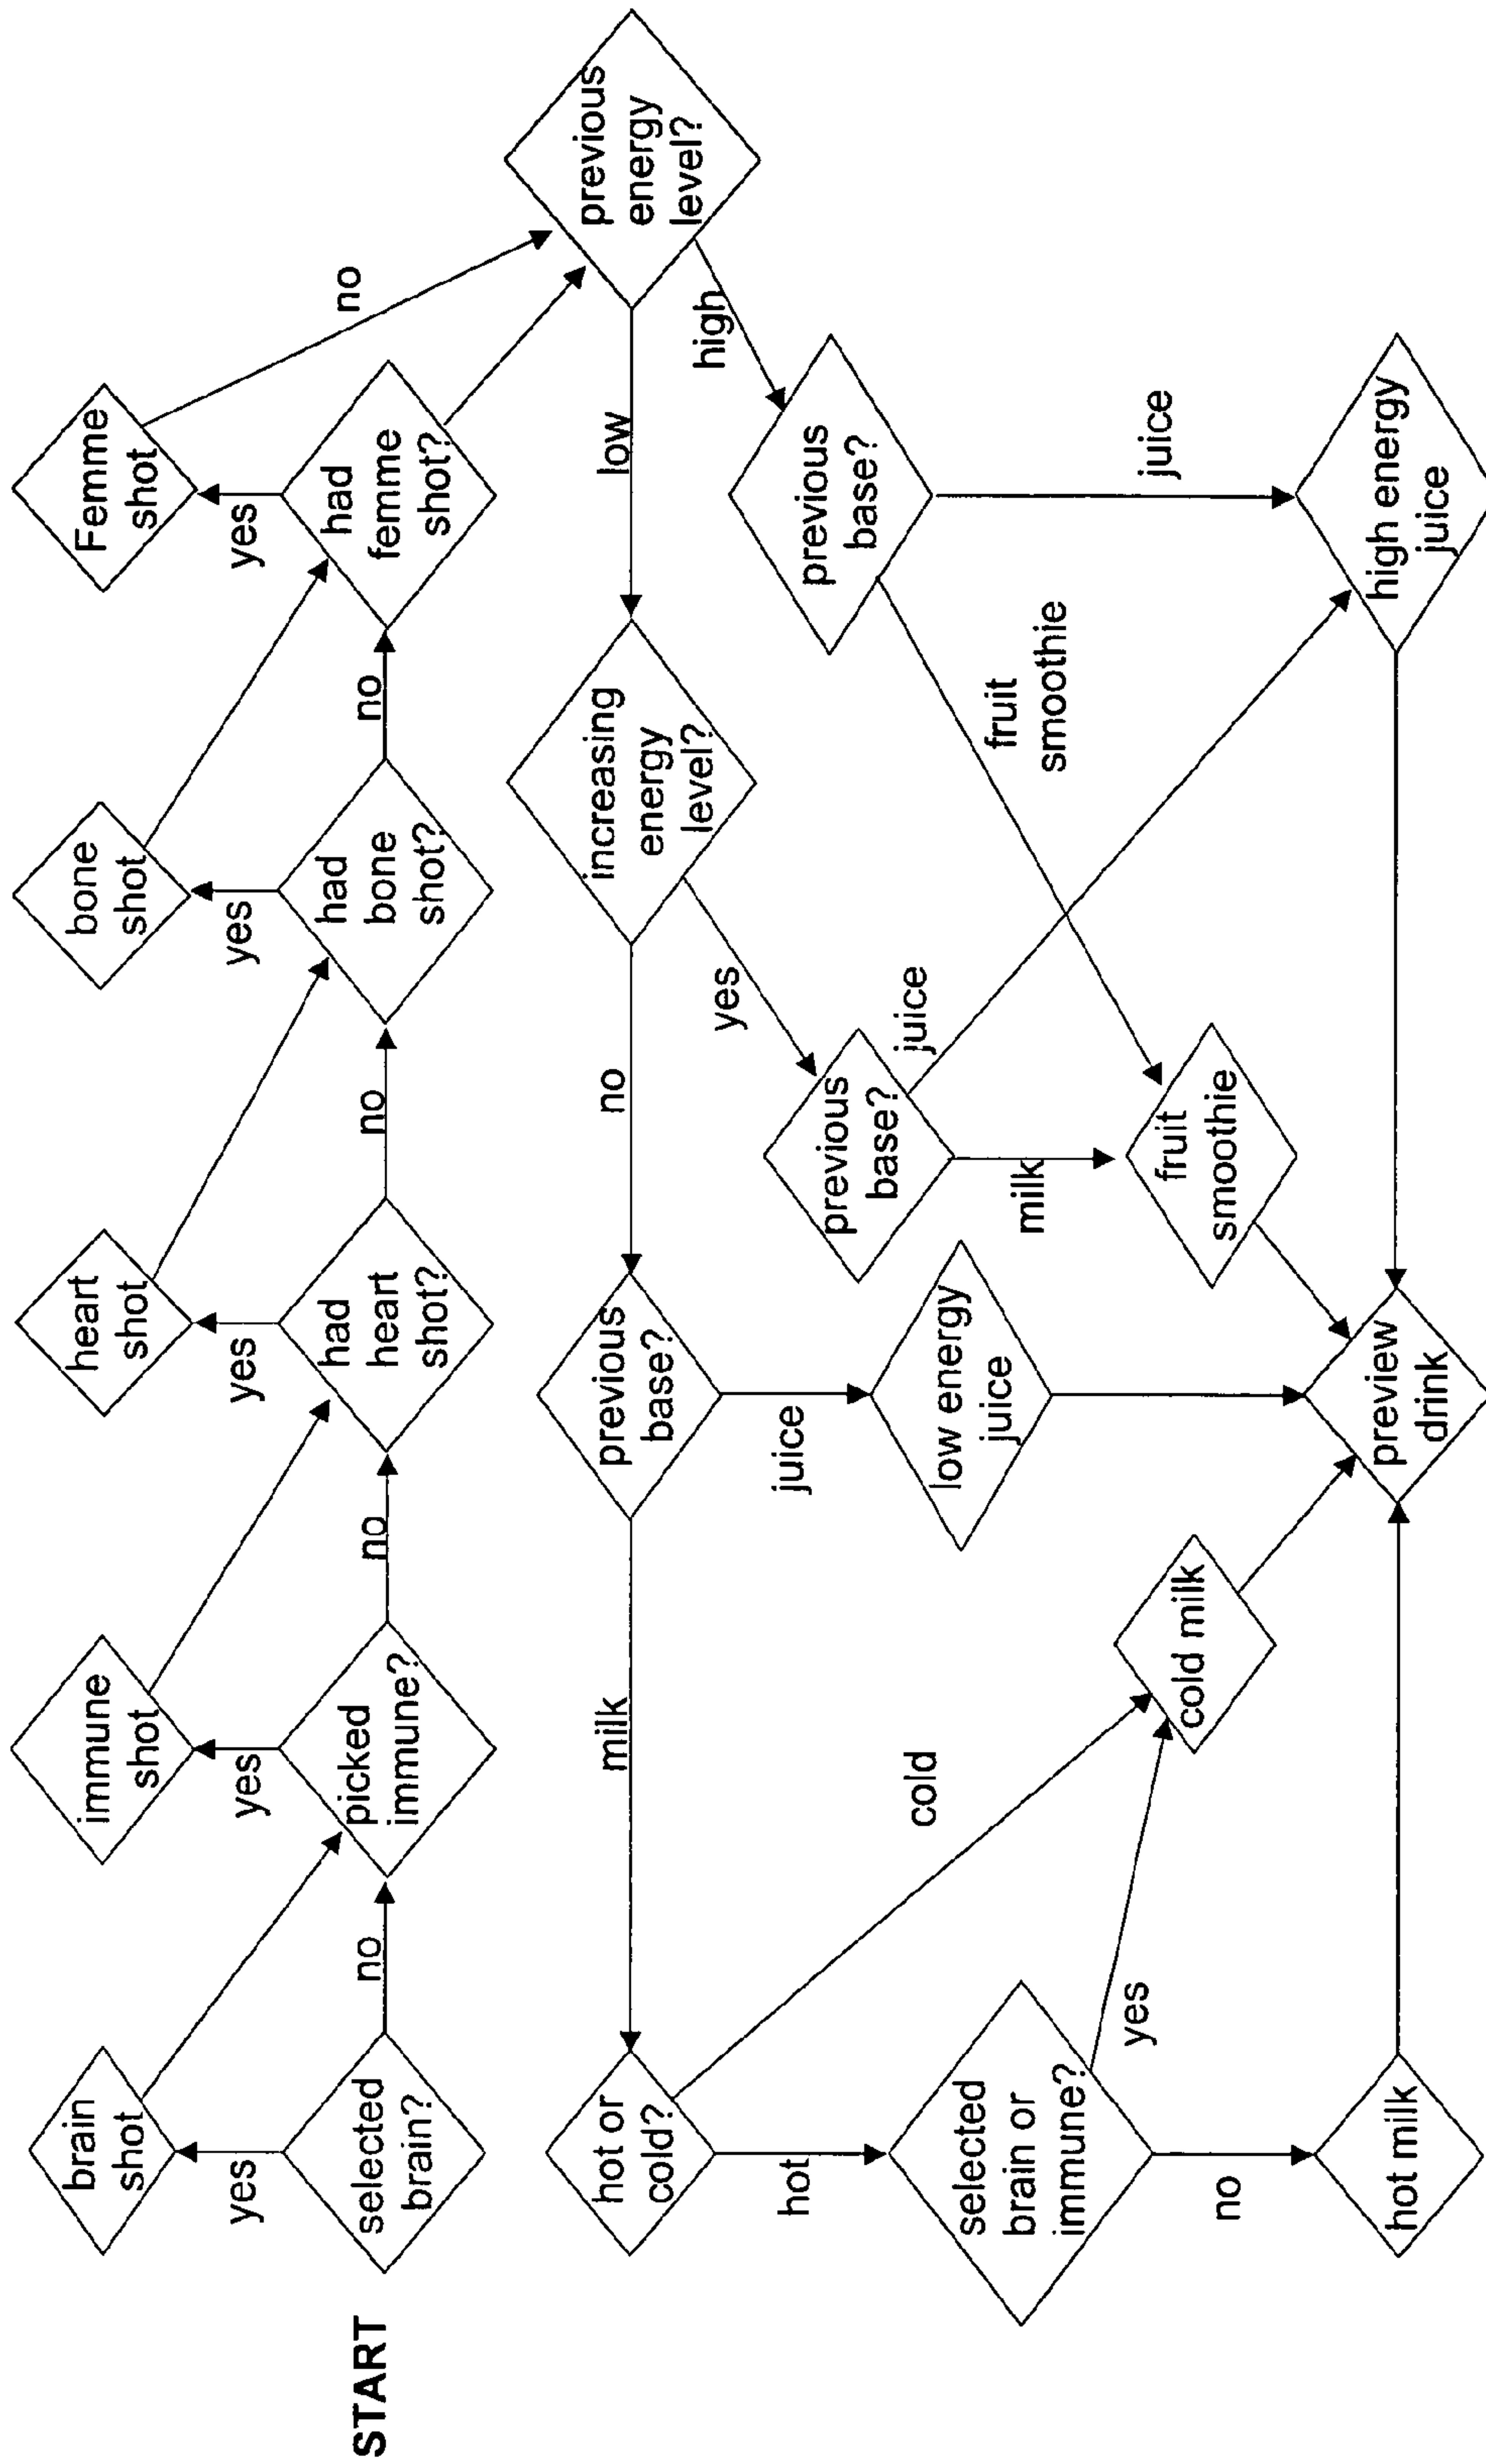 START
brain
shot
yes
selected
brain?
no
immune
shot
yes
picked
immune?
no
heart
shot
yes
had
heart
shot?
no
bone
shot
yes
had
bone
shot?
no
Femme
shot
yes
had
femme
shot?
no
previous
energy
level?
low
high
increasing
energy
level?
no
yes
previous
base?
milk
juice
hot or
cold?
hot
cold
selected
brain or
immune?
yes
no
hot milk
cold milk
low energy
juice
previous
base?
milk
juice
fruit
smoothie
previous
base?
fruit
smoothie
juice
high energy
juice
preview
drink